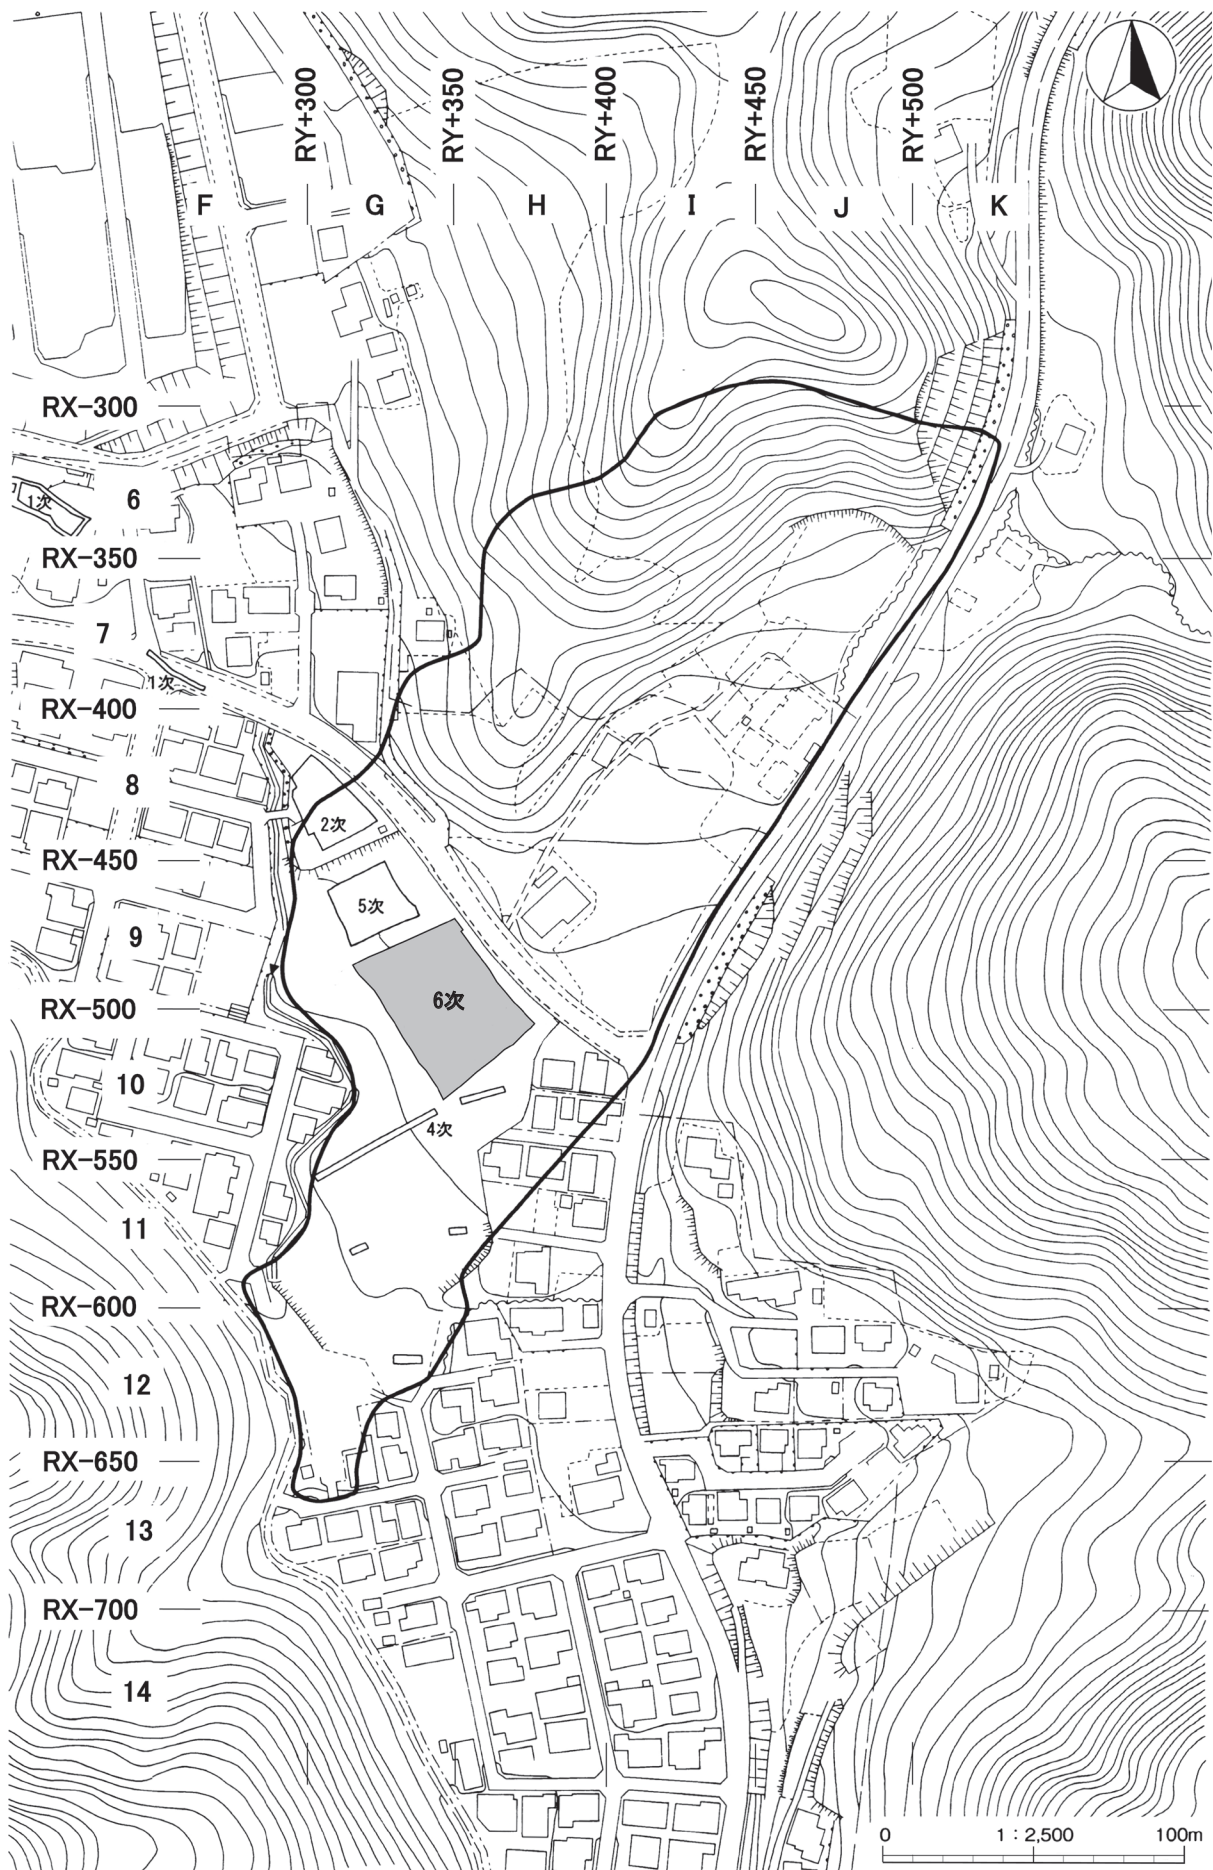 RY+300
RY+350
RY+400
RY+450
RY+500
F
G
H
I
J
K
RX-300
6
1次
RX-350
7
1次
RX-400
8
2次
RX-450
5次
9
6次
RX-500
10
4次
RX-550
11
RX-600
12
RX-650
13
RX-700
14
0 1：2,500 100m